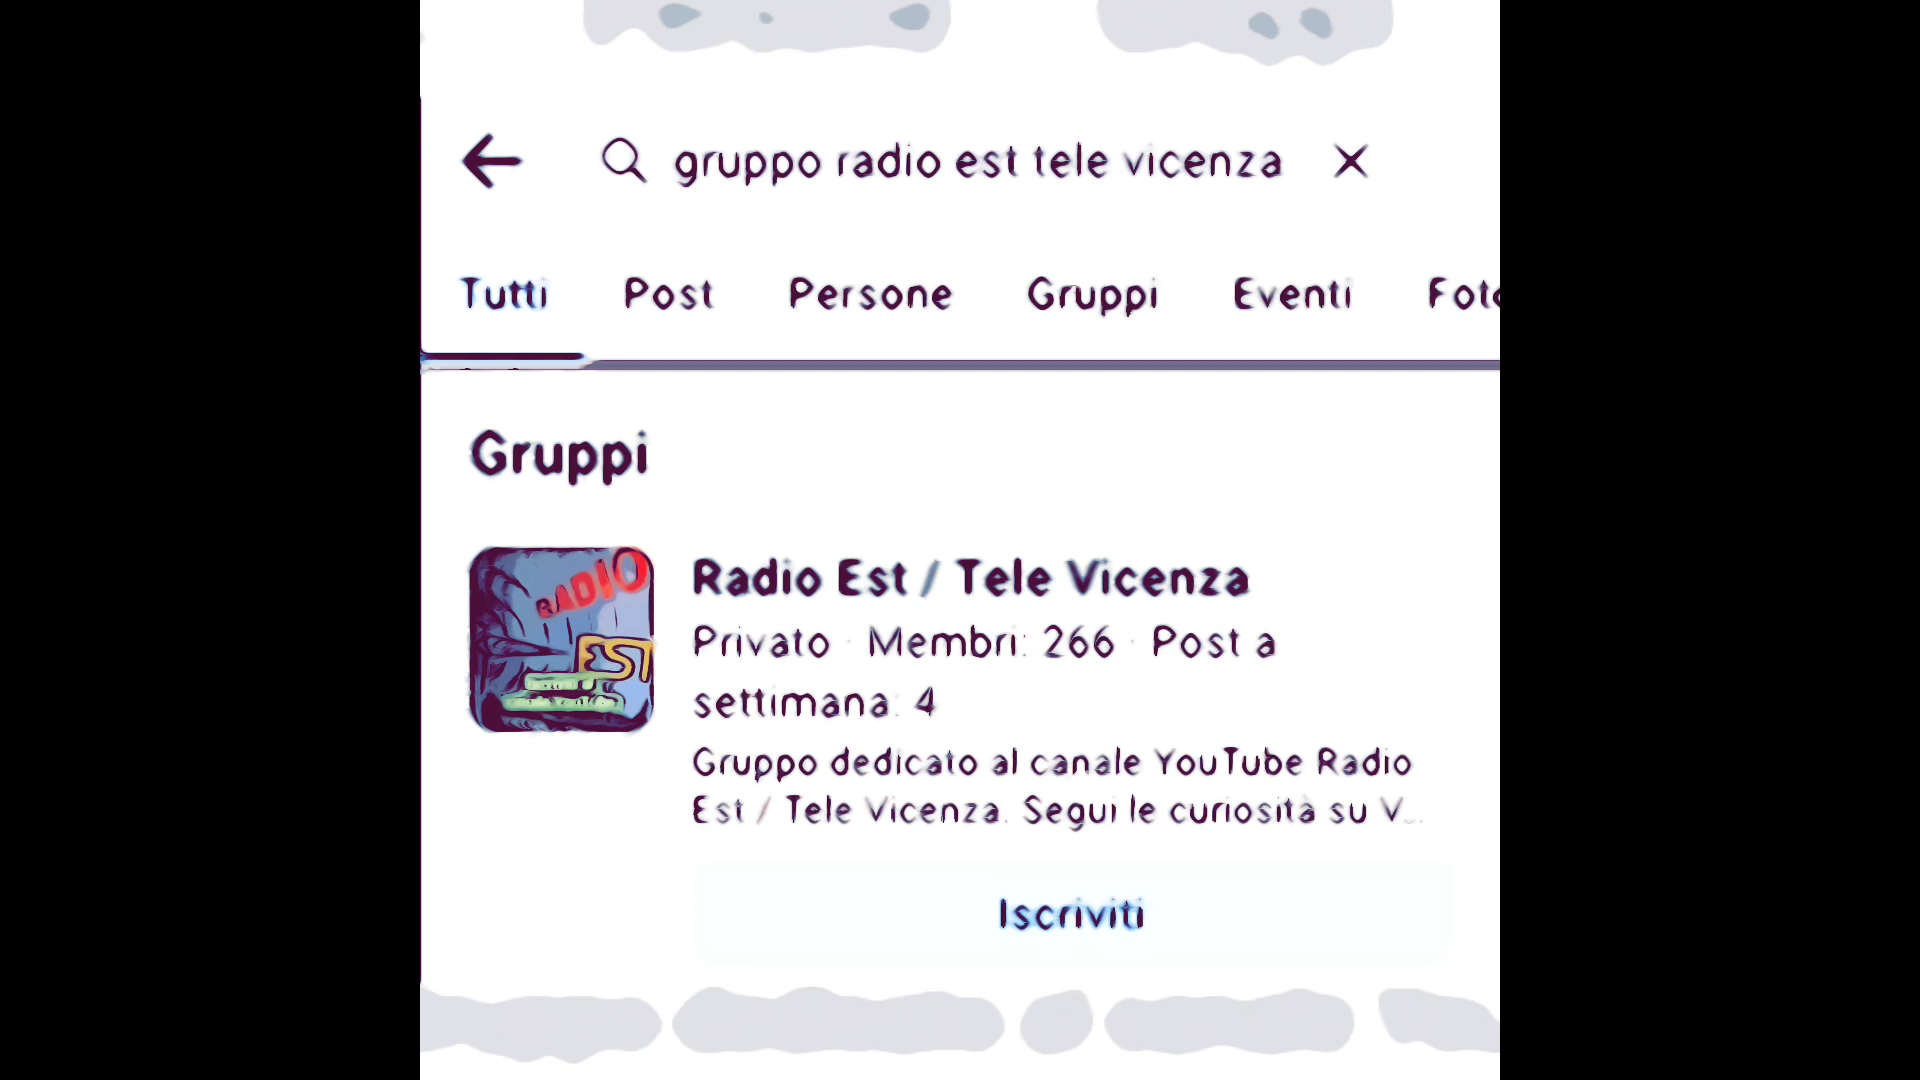 gruppo radio est tele vicenza
Tutti Post Persone Gruppi Eventi Foto
Gruppi
RADIO
EST
Radio Est / Tele Vicenza
Privato · Membri: 266 · Post a
settimana: 4
Gruppo dedicato al canale YouTube Radio
Est / Tele Vicenza. Segui le curiosità su V...
Iscriviti